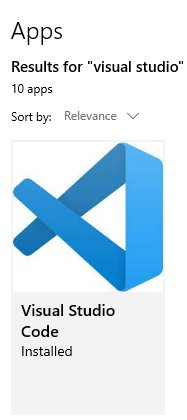 Apps
Results for "visual studio"
10 apps
Sort by: Relevance
Visual Studio
Code
Installed